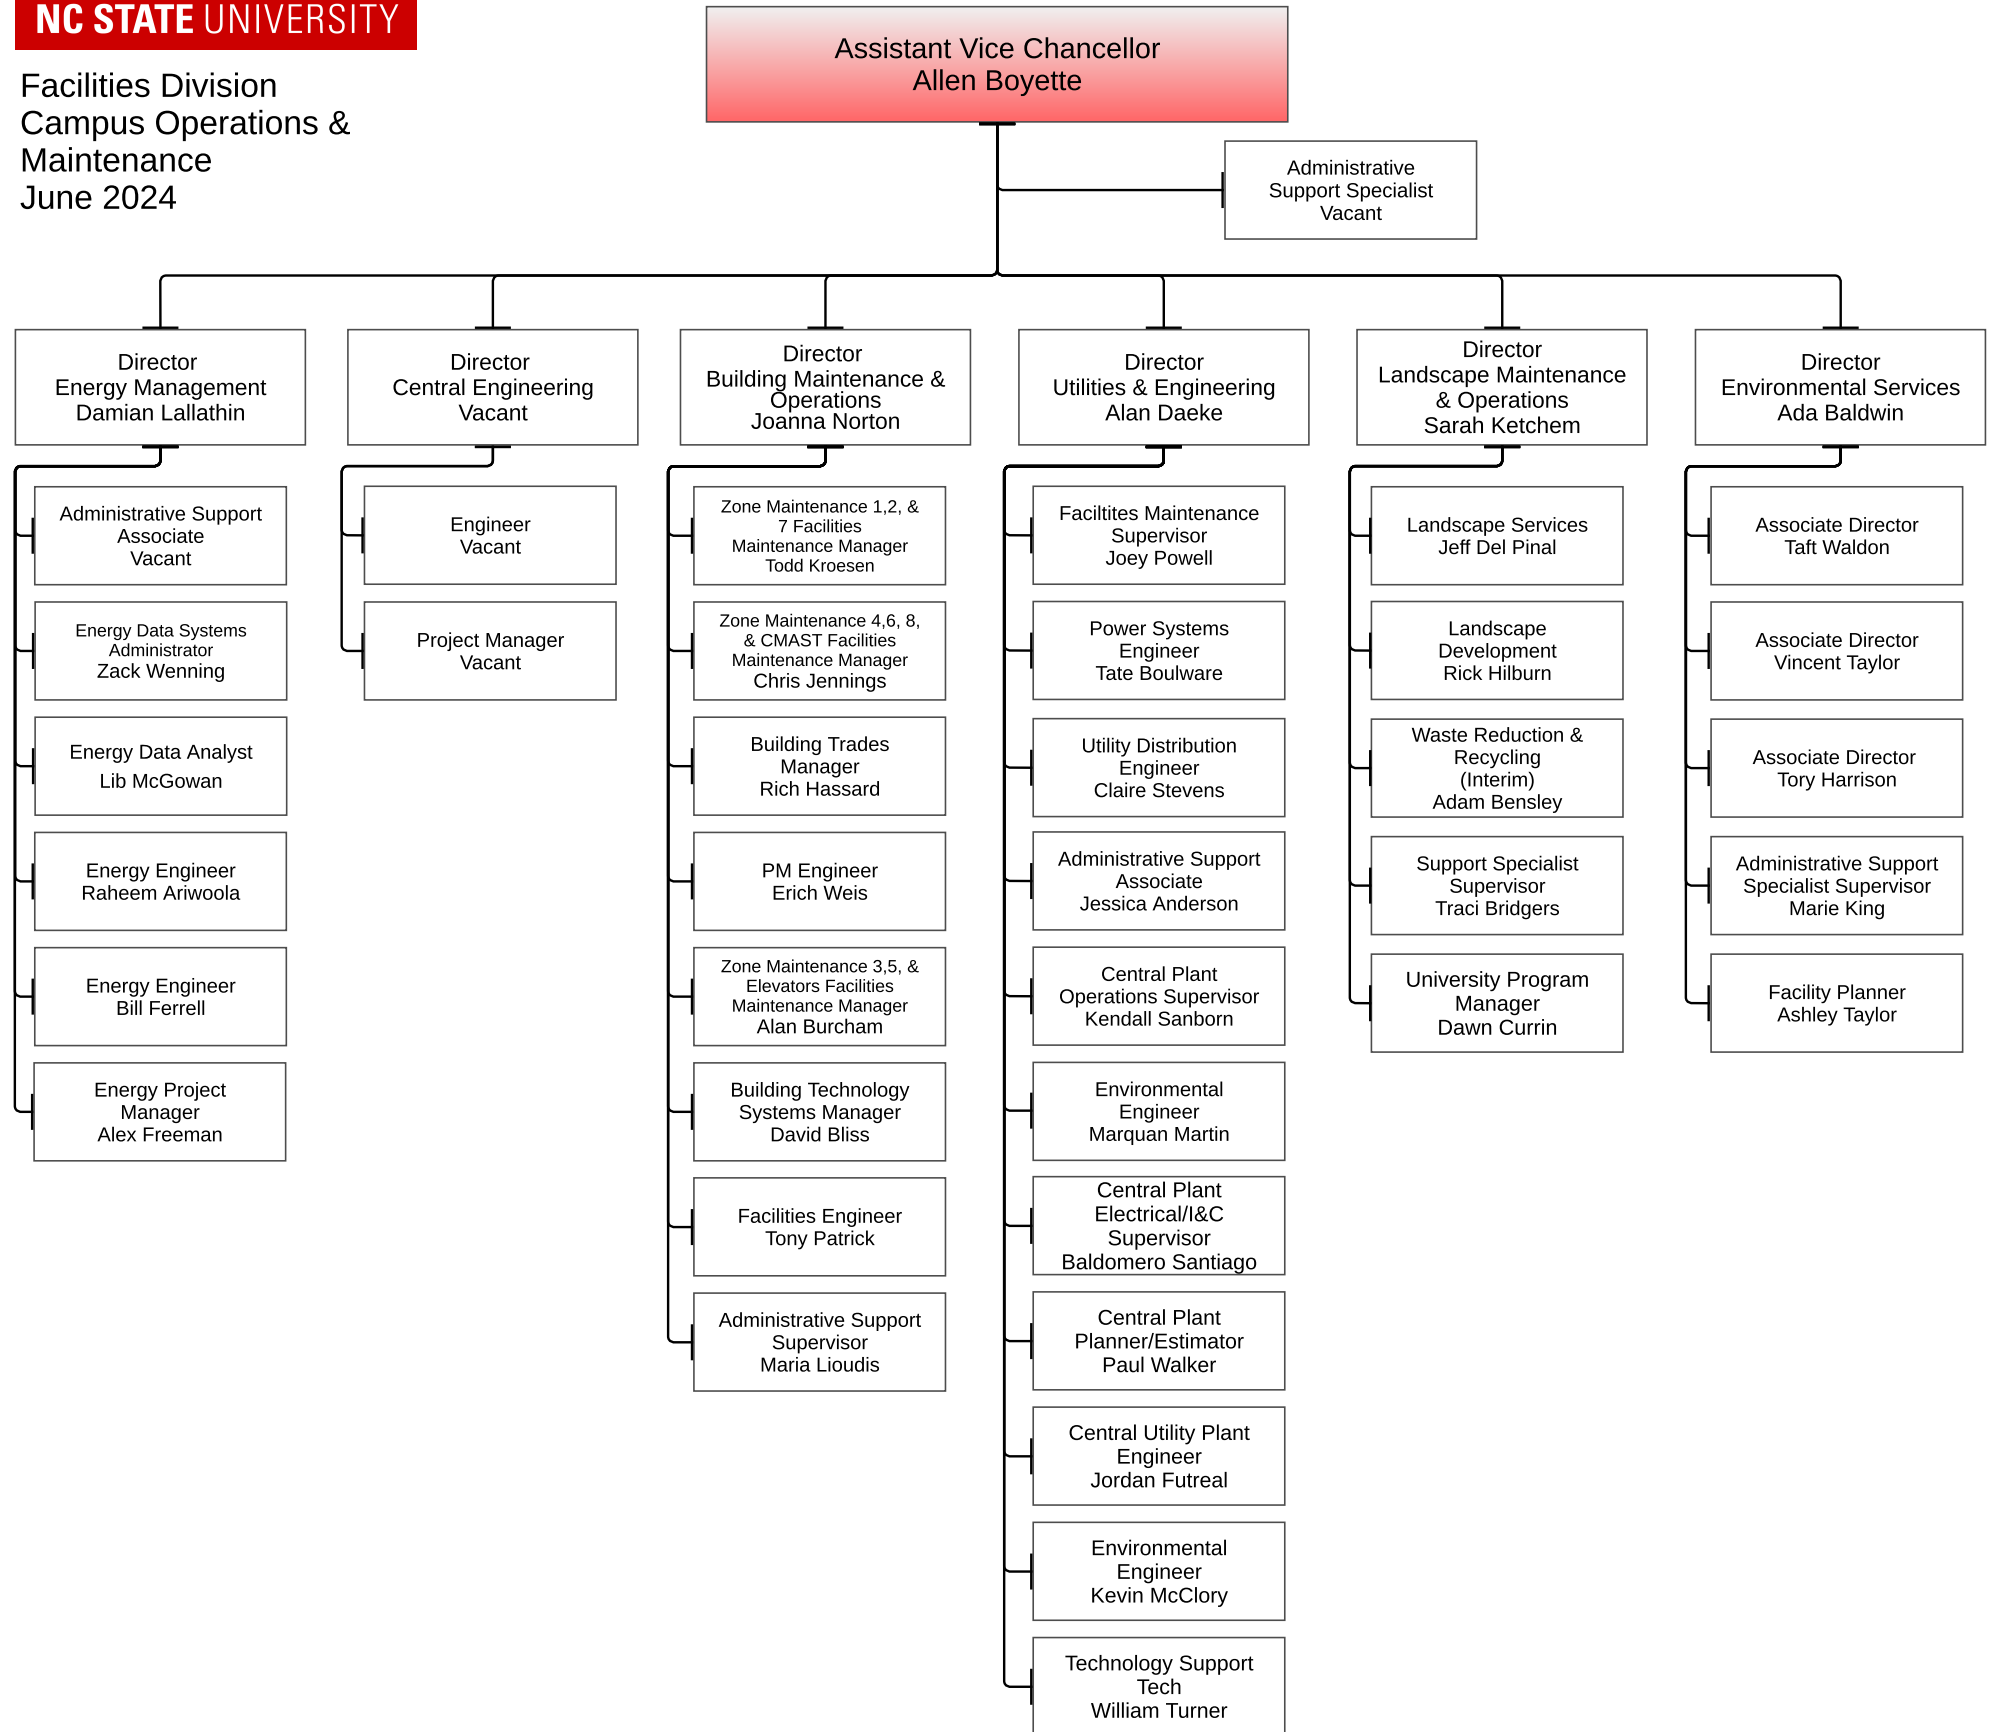 NC STATE UNIVERSITY
Facilities Division
Campus Operations &
Maintenance
June 2024
Assistant Vice Chancellor
Allen Boyette
Administrative
Support Specialist
Vacant
Director
Energy Management
Damian Lallathin
Administrative Support
Associate
Vacant
Energy Data Systems
Administrator
Zack Wenning
Energy Data Analyst
Lib McGowan
Energy Engineer
Raheem Ariwoola
Energy Engineer
Bill Ferrell
Energy Project
Manager
Alex Freeman
Director
Central Engineering
Vacant
Engineer
Vacant
Project Manager
Vacant
Director
Building Maintenance &
Operations
Joanna Norton
Zone Maintenance 1,2, &
7 Facilities
Maintenance Manager
Todd Kroesen
Zone Maintenance 4,6, 8,
& CMAST Facilities
Maintenance Manager
Chris Jennings
Building Trades
Manager
Rich Hassard
PM Engineer
Erich Weis
Zone Maintenance 3,5, &
Elevators Facilities
Maintenance Manager
Alan Burcham
Building Technology
Systems Manager
David Bliss
Facilities Engineer
Tony Patrick
Administrative Support
Supervisor
Maria Lioudis
Director
Utilities & Engineering
Alan Daeke
Faciltites Maintenance
Supervisor
Joey Powell
Power Systems
Engineer
Tate Boulware
Utility Distribution
Engineer
Claire Stevens
Administrative Support
Associate
Jessica Anderson
Central Plant
Operations Supervisor
Kendall Sanborn
Environmental
Engineer
Marquan Martin
Central Plant
Electrical/I&C
Supervisor
Baldomero Santiago
Central Plant
Planner/Estimator
Paul Walker
Central Utility Plant
Engineer
Jordan Futreal
Environmental
Engineer
Kevin McClory
Technology Support
Tech
William Turner
Director
Landscape Maintenance
& Operations
Sarah Ketchem
Landscape Services
Jeff Del Pinal
Landscape
Development
Rick Hilburn
Waste Reduction &
Recycling
(Interim)
Adam Bensley
Support Specialist
Supervisor
Traci Bridgers
University Program
Manager
Dawn Currin
Director
Environmental Services
Ada Baldwin
Associate Director
Taft Waldon
Associate Director
Vincent Taylor
Associate Director
Tory Harrison
Administrative Support
Specialist Supervisor
Marie King
Facility Planner
Ashley Taylor